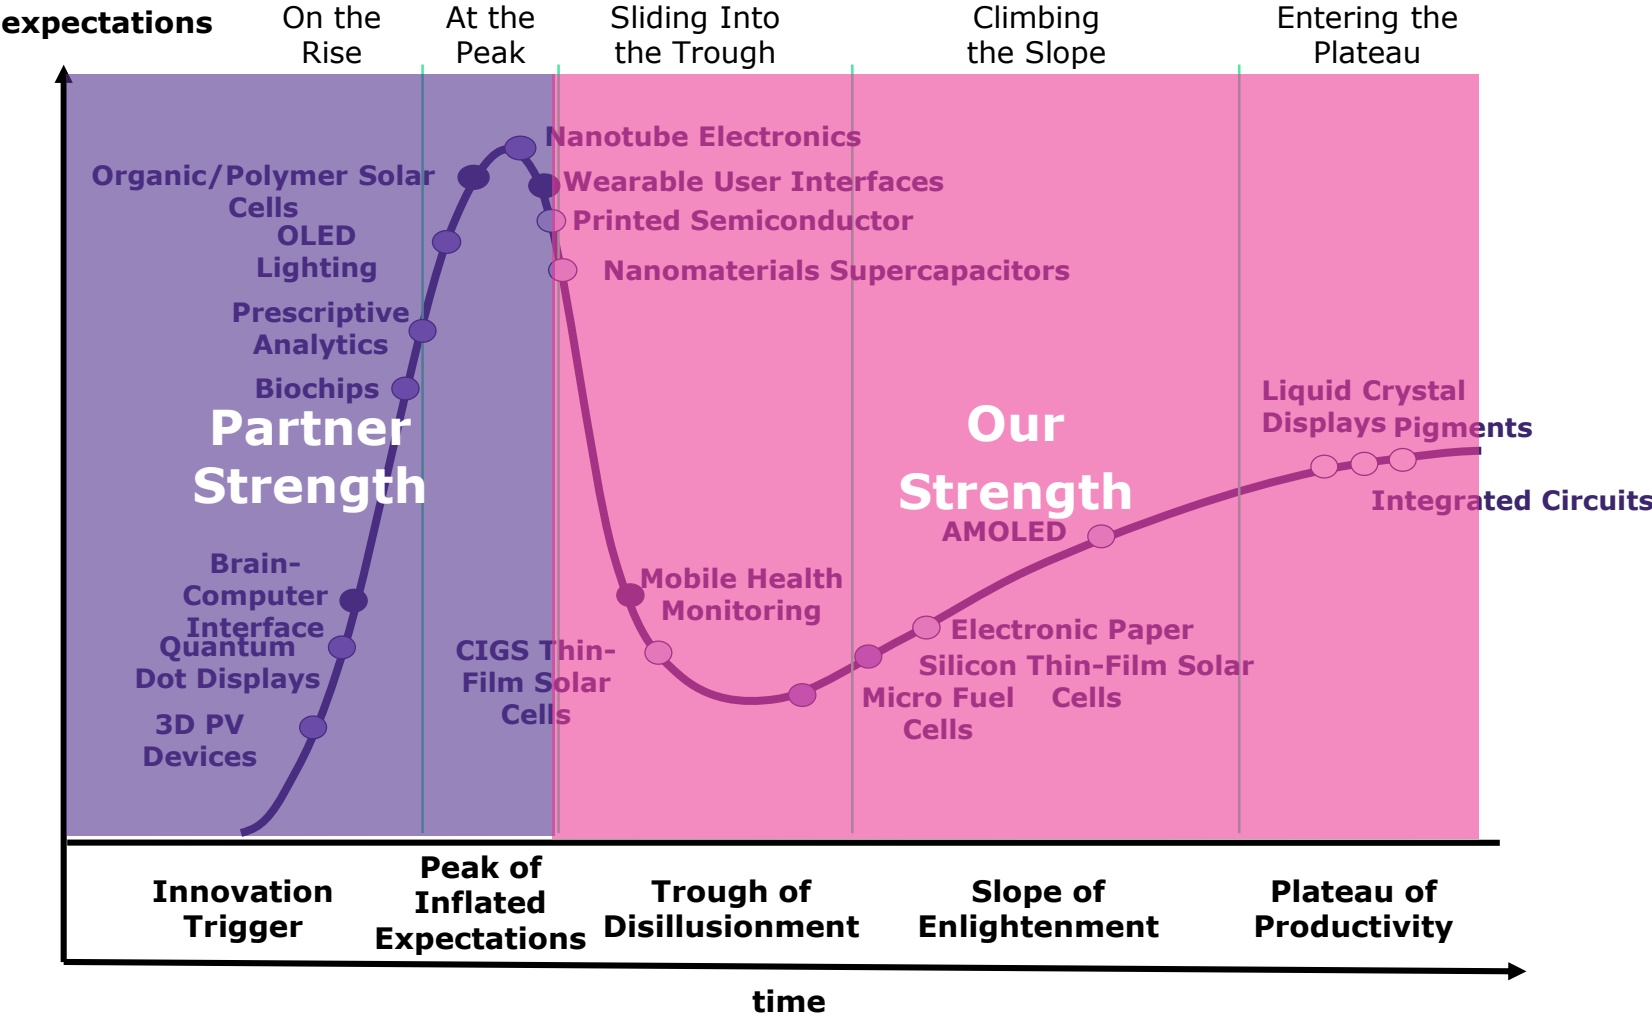 expectations
On the
Rise
At the
Peak
Sliding Into
the Trough
Climbing
the Slope
Entering the
Plateau
Nanotube Electronics
Organic/Polymer Solar
Cells
Wearable User Interfaces
Printed Semiconductor
OLED
Lighting
Nanomaterials Supercapacitors
Prescriptive
Analytics
Biochips
Partner
Strength
Our
Strength
Liquid Crystal
Displays
Pigments
Integrated Circuits
AMOLED
Brain-
Computer
Interface
Quantum
Dot Displays
3D PV
Devices
Mobile Health
Monitoring
CIGS Thin-
Film Solar
Cells
Electronic Paper
Silicon Thin-Film Solar
Cells
Micro Fuel
Cells
Innovation
Trigger
Peak of
Inflated
Expectations
Trough of
Disillusionment
Slope of
Enlightenment
Plateau of
Productivity
time